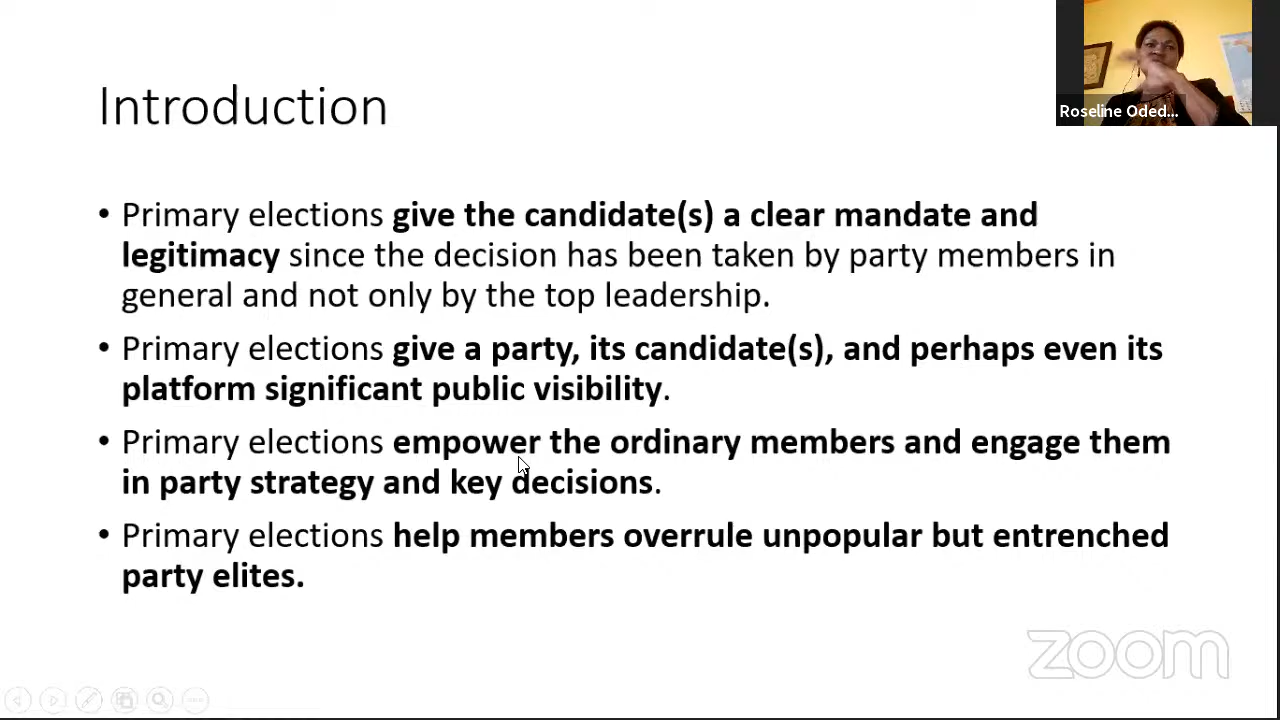 Introduction
Roseline Oded...
• Primary elections give the candidate(s) a clear mandate and
legitimacy since the decision has been taken by party members in
general and not only by the top leadership.
• Primary elections give a party, its candidate(s), and perhaps even its
platform significant public visibility.
• Primary elections empower the ordinary members and engage them
in party strategy and key decisions.
• Primary elections help members overrule unpopular but entrenched
party elites.
zoom